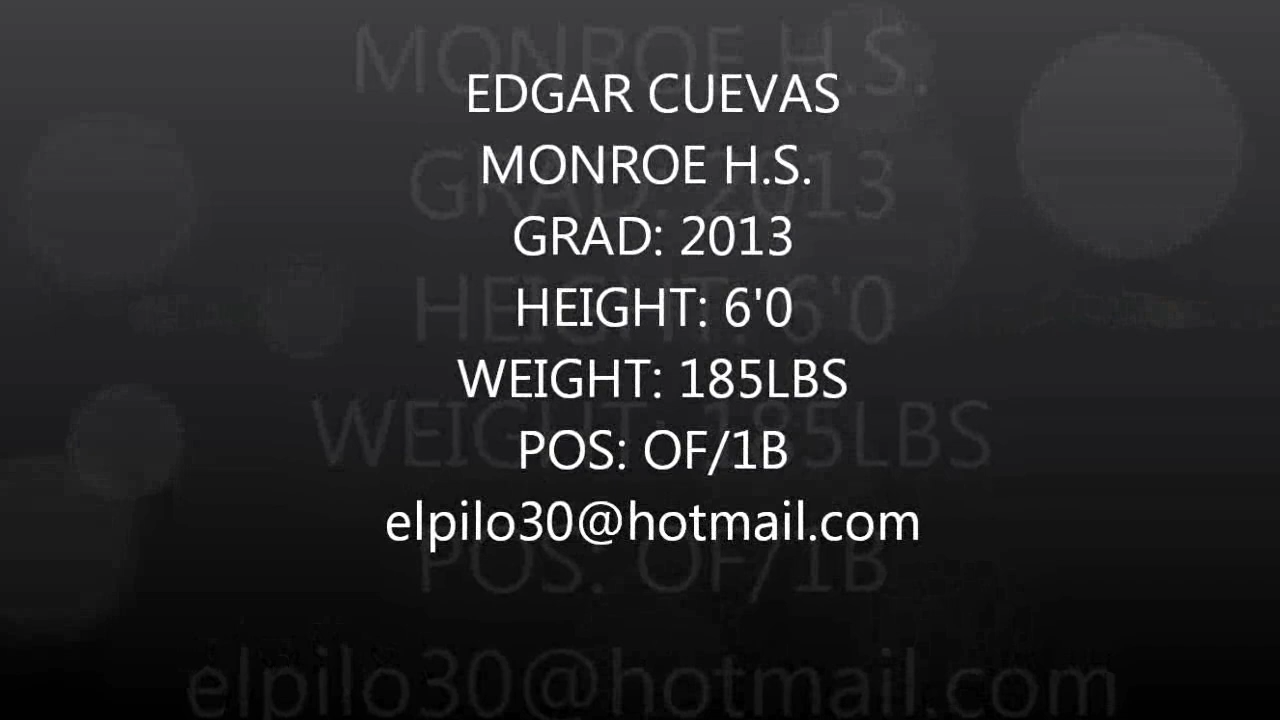 EDGAR CUEVAS
MONROE H.S.
GRAD: 2013
HEIGHT: 6'0
WEIGHT: 185LBS
POS: OF/1B
elpilo30@hotmail.com